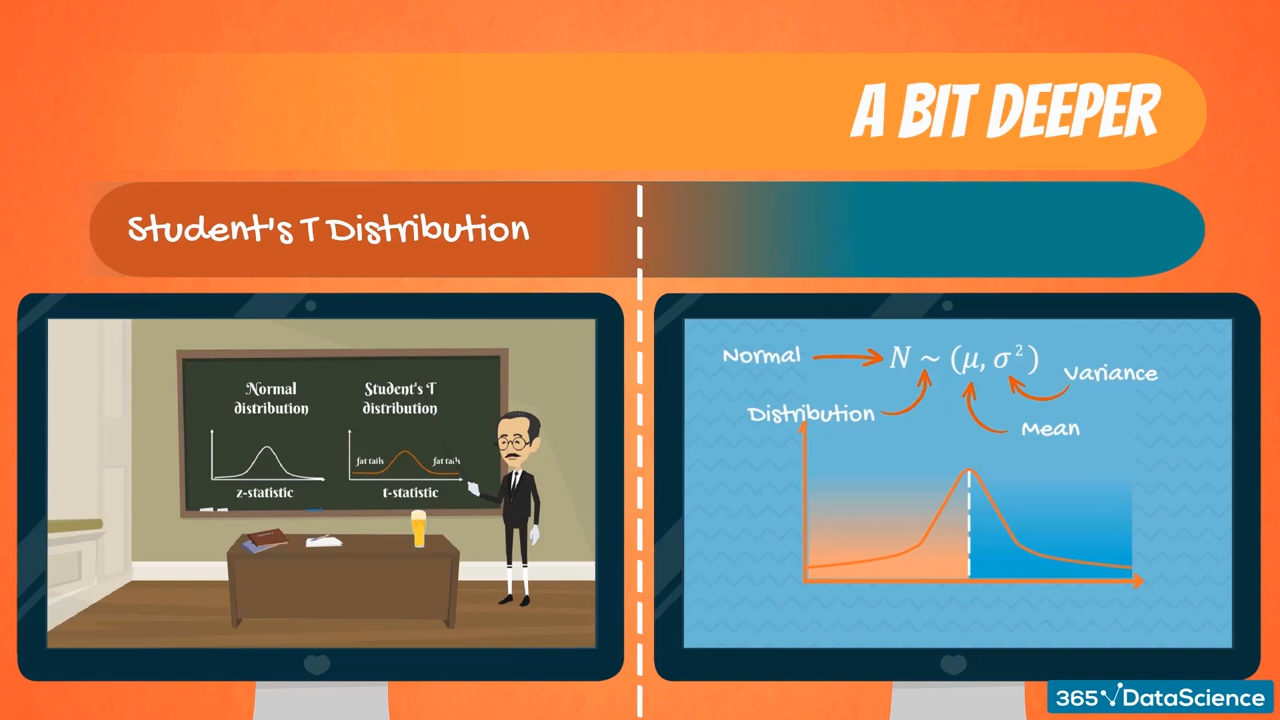 A BIT DEEPER
Student's T Distribution
Normal
distribution
Student's T
distribution
fat tails
fat tails
z-statistic
t-statistic
Normal
N ~ (μ, σ²)
Variance
Distribution
Mean
365 DataScience